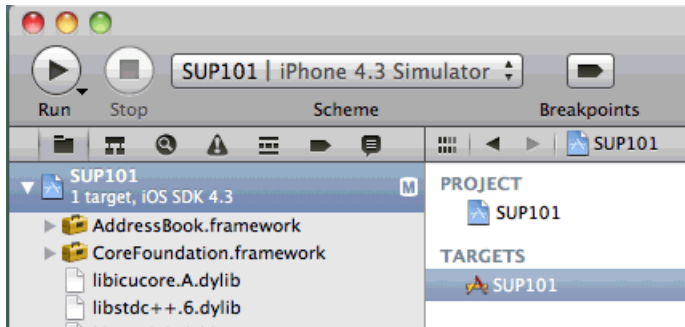 SUP101 | iPhone 4.3 Simulator
Run Stop Scheme Breakpoints
SUP101
SUP101
1 target, iOS SDK 4.3
M
PROJECT
AddressBook.framework
SUP101
CoreFoundation.framework
TARGETS
libicucore.A.dylib
SUP101
libstdc++.6.dylib